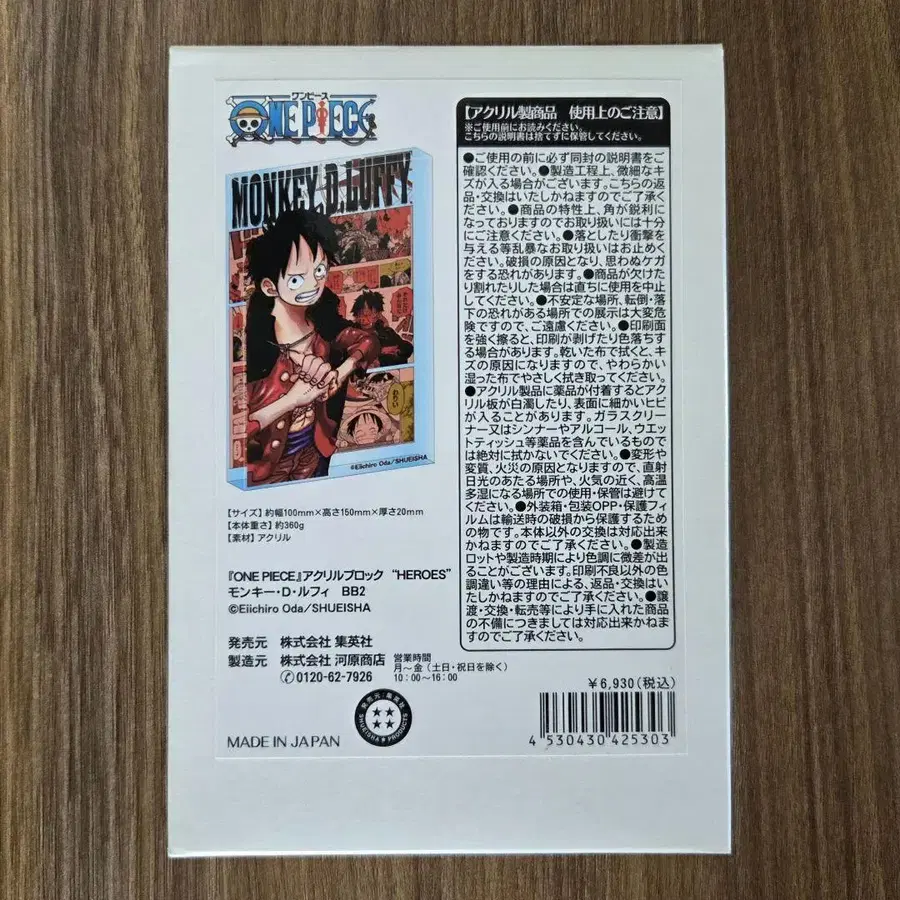 ワンピース
ONE PIECE
MONKEY.D.LUFFY
©Eiichiro Oda/SHUEISHA
【サイズ】約幅100mm×高さ150mm×厚さ20mm
【本体重さ】約360g
【素材】アクリル
『ONE PIECE』アクリルブロック “HEROES”
モンキー・D・ルフィ BB2
©Eiichiro Oda/SHUEISHA
発売元 株式会社 集英社
製造元 株式会社 河原商店
0120-62-7926
営業時間
月〜金(土日・祝日を除く)
10:00〜16:00
発売元:集英社
SHUEISHA PRODUCTS
MADE IN JAPAN
【アクリル製商品 使用上のご注意】
※ご使用前にお読みください。
こちらの説明書は捨てずに保管してください。
●ご使用の前に必ず同封の説明書をご
確認ください。●製造工程上、微細なキ
ズが入る場合がございます。こちらの返
品・交換はいたしかねますのでご了承く
ださい。●商品の特性上、角が鋭利に
なっておりますのでお取り扱いには十分
にご注意ください。●落としたり衝撃を
与える等乱暴なお取り扱いはお止めく
ださい。破損の原因となり、思わぬケガ
をする恐れがあります。●商品が欠けた
り割れたりした場合は直ちに使用を中止
してください。●不安定な場所、転倒・落
下の恐れがある場所での展示は大変危
険ですので、ご遠慮ください。●印刷面
を強く擦ると、印刷が剥げたり色落ちす
る場合があります。乾いた布で拭くと、キ
ズの原因になりますので、やわらかい
湿った布でやさしく拭き取ってください。
●アクリル製品に薬品が付着するとアク
リル板が白濁したり、表面に細かいヒビ
が入ることがあります。ガラスクリー
ナー又はシンナーやアルコール、ウエッ
トティッシュ等薬品を含んでいるもので
は絶対に拭かないでください。●変形や
変質、火災の原因となりますので、直射
日光のあたる場所や、火気の近く、高温
多湿になる場所での使用・保管は避けて
ください。●外装箱・包装OPP・保護フィ
ルムは輸送時の破損から保護するため
の物です。本体以外の交換は対応出来
かねますのでご了承ください。●製造
ロットや製造時期により色調に微差が出
ることがございます。印刷不良以外の色
調違い等の理由による、返品・交換はい
たしかねますのでご了承ください。●譲
渡・交換・転売等により手に入れた商品
の不備につきましては対応出来かねま
すのでご了承ください。
¥6,930(税込)
4 530430 425303